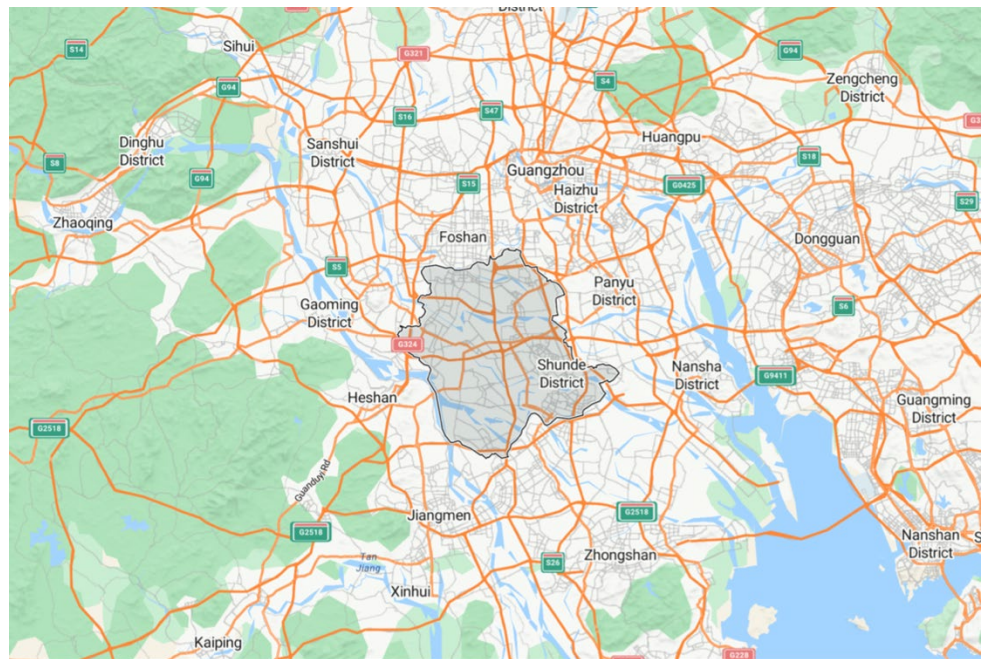 District
S14
Sihui
G321
G94
S4
Zengcheng
District
G94
S16
S47
Huangpu
Dinghu
District
Sanshui
District
S18
S8
G94
S15
Guangzhou
Haizhu
District
G0425
S29
Zhaoqing
Foshan
Dongguan
S5
Panyu
District
Gaoming
District
S6
G324
Shunde
District
Nansha
District
G9411
Heshan
Guangming
District
G2518
Guanduyi Rd
Jiangmen
G2518
G2518
Nanshan
District
Tan
Jiang
S26
Zhongshan
Xinhui
Kaiping
G228